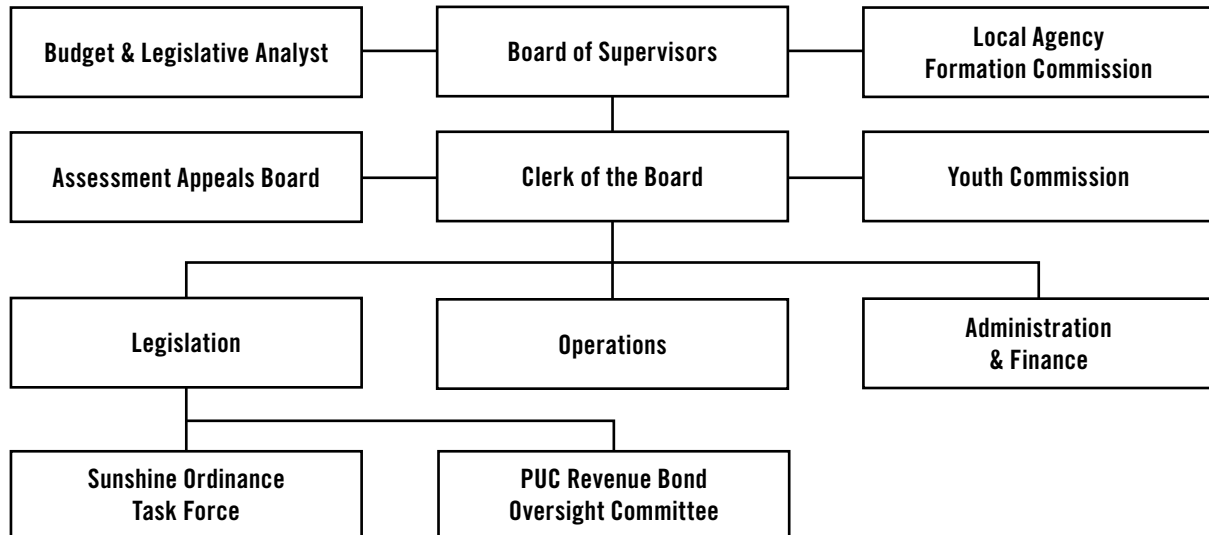 Budget & Legislative Analyst
Board of Supervisors
Local Agency
Formation Commission
Assessment Appeals Board
Clerk of the Board
Youth Commission
Legislation
Operations
Administration
& Finance
Sunshine Ordinance
Task Force
PUC Revenue Bond
Oversight Committee